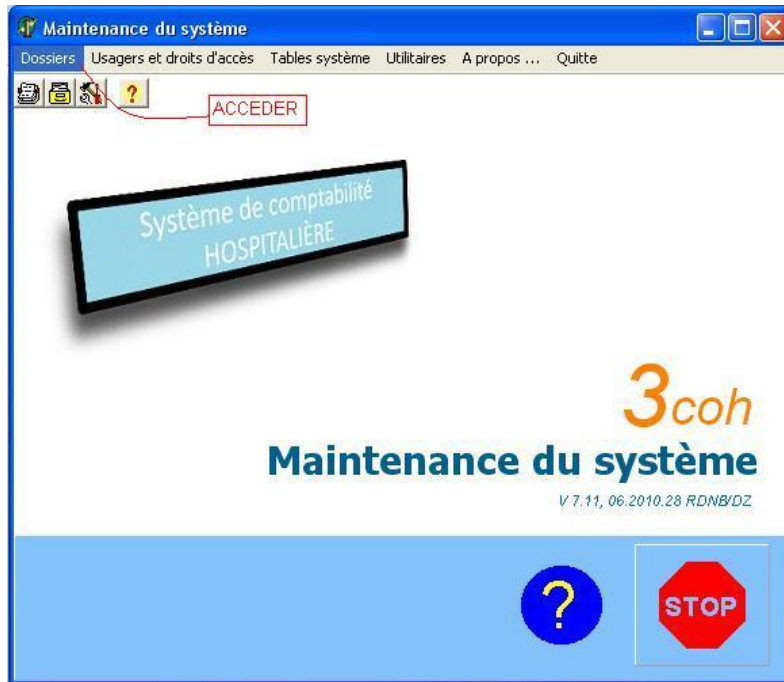 Maintenance du système
Dossiers Usagers et droits d'accès Tables système Utilitaires A propos ... Quitte
?
ACCEDER
Système de comptabilité
HOSPITALIÈRE
3coh
Maintenance du système
V 7.11, 06.2010.28 RDNB/DZ
?
STOP